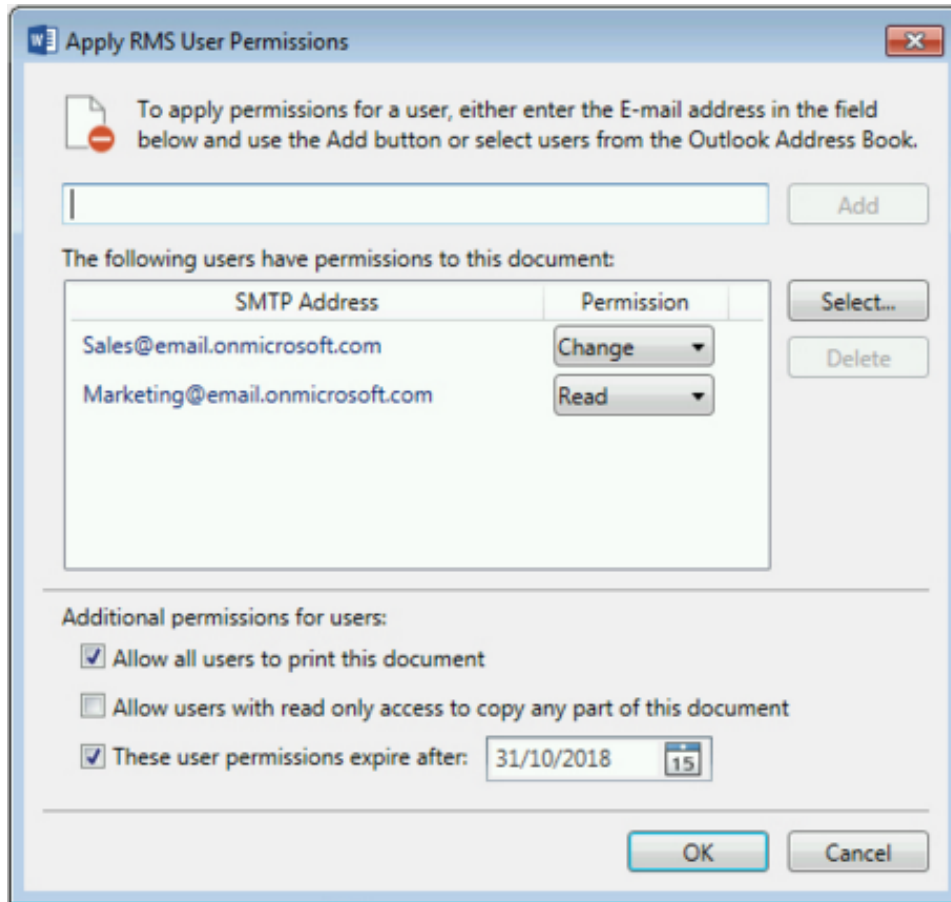 Apply RMS User Permissions
To apply permissions for a user, either enter the E-mail address in the field
below and use the Add button or select users from the Outlook Address Book.
Add
The following users have permissions to this document:
SMTP Address Permission
Select...
Sales@email.onmicrosoft.com Change
Delete
Marketing@email.onmicrosoft.com Read
Additional permissions for users:
Allow all users to print this document
Allow users with read only access to copy any part of this document
These user permissions expire after: 31/10/2018 15
OK Cancel